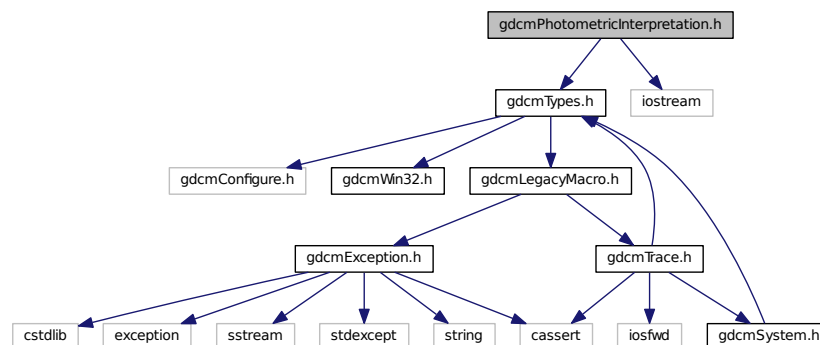 gdcmPhotometricInterpretation.h
gdcmTypes.h
iostream
gdcmConfigure.h
gdcmWin32.h
gdcmLegacyMacro.h
gdcmException.h
gdcmTrace.h
cstdlib
exception
sstream
stdexcept
string
cassert
iosfwd
gdcmSystem.h